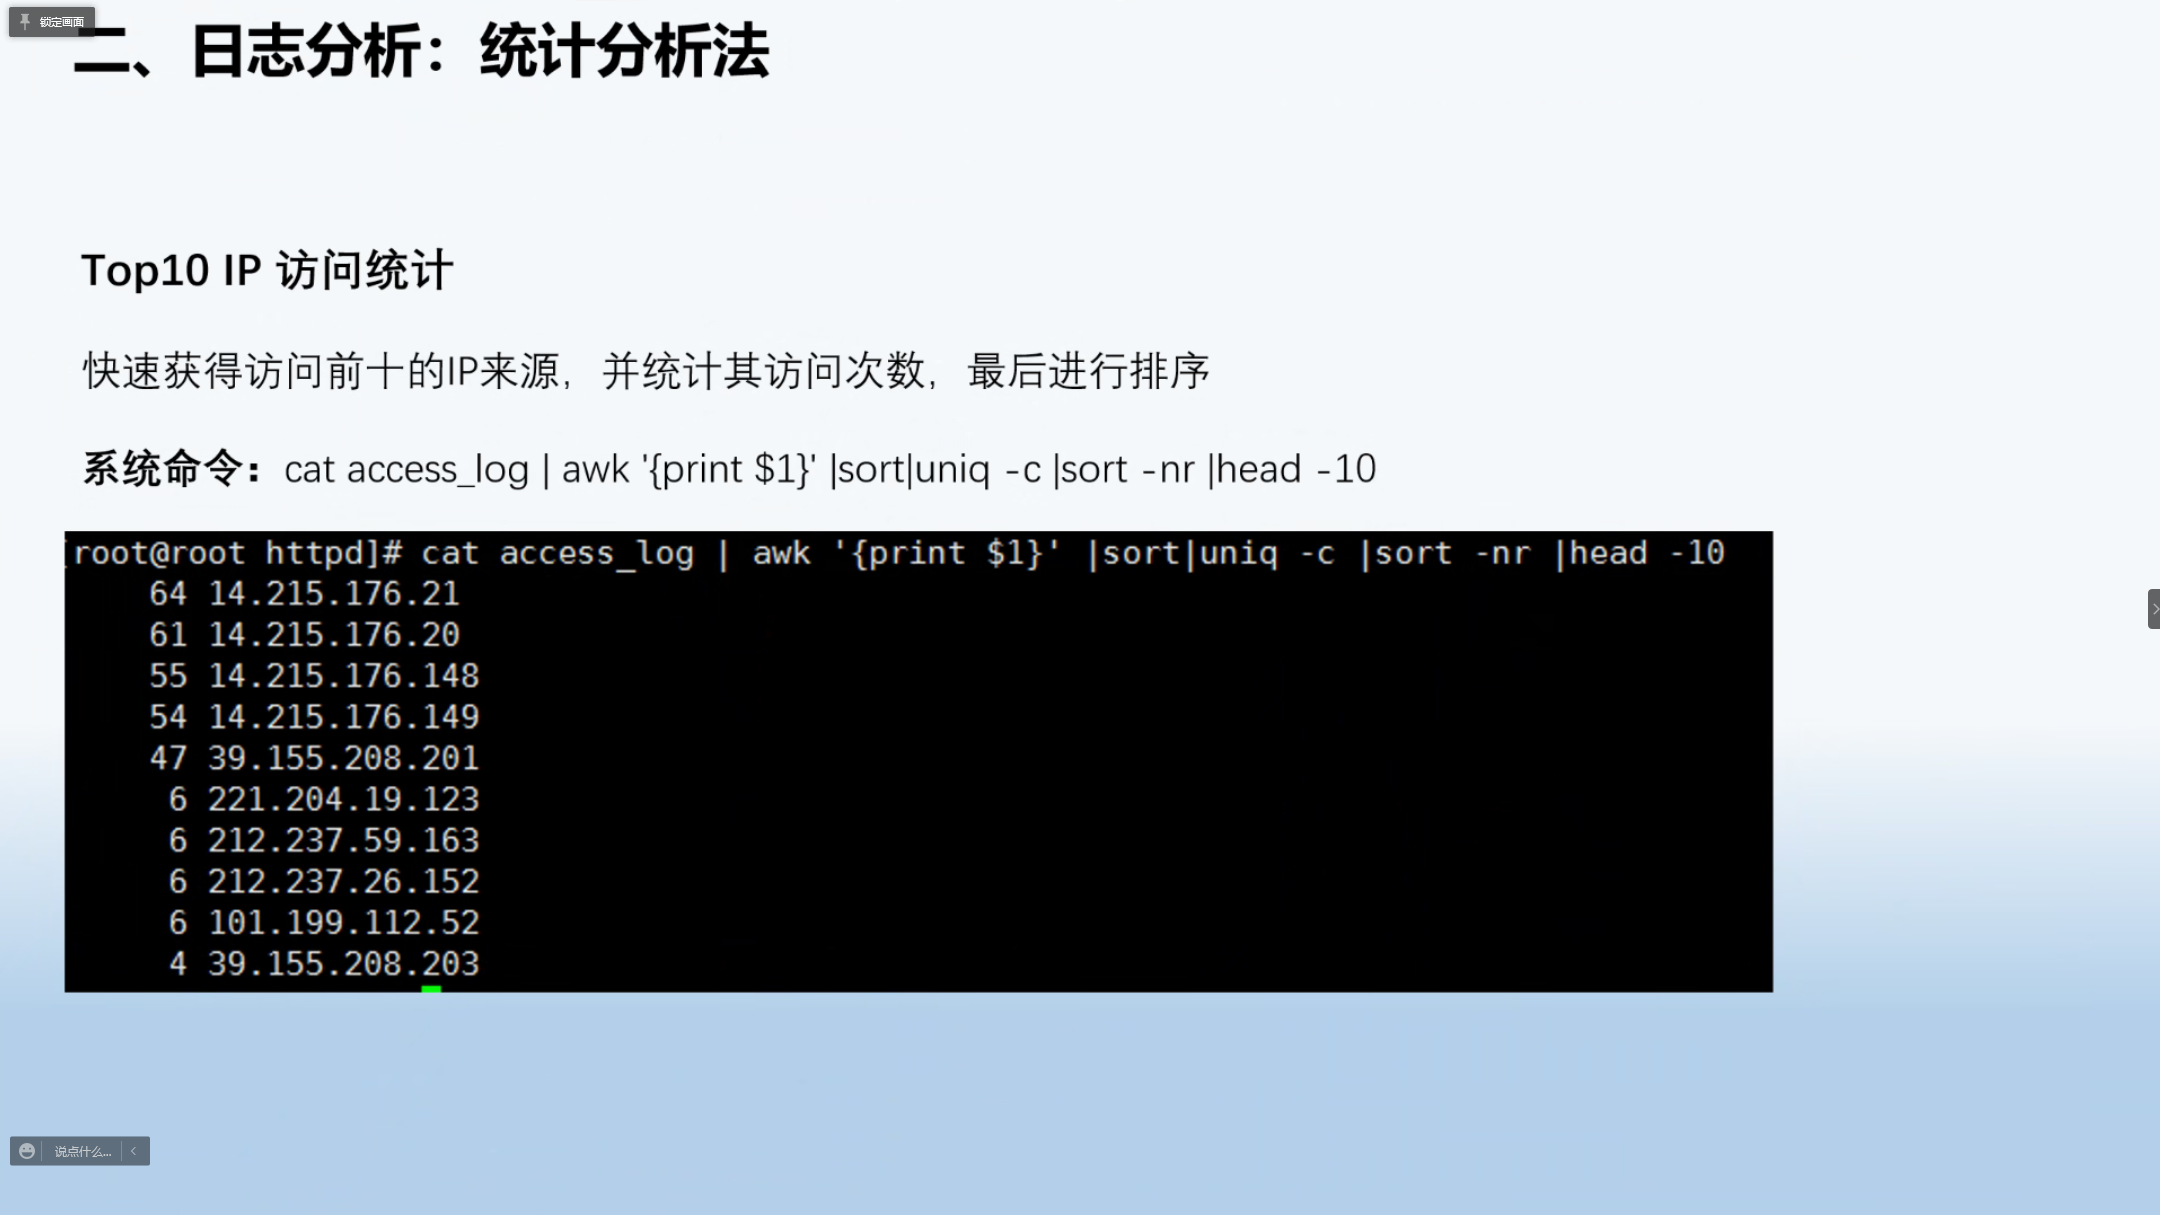 锁定画面
二、日志分析：统计分析法
Top10 IP 访问统计
快速获得访问前十的IP来源，并统计其访问次数，最后进行排序
系统命令：cat access_log | awk '{print $1}' |sort|uniq -c |sort -nr |head -10
[root@root httpd]# cat access_log | awk '{print $1}' |sort|uniq -c |sort -nr |head -10
64 14.215.176.21
61 14.215.176.20
55 14.215.176.148
54 14.215.176.149
47 39.155.208.201
6 221.204.19.123
6 212.237.59.163
6 212.237.26.152
6 101.199.112.52
4 39.155.208.203
说点什么...